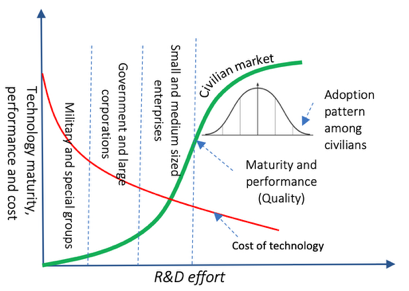 Technology maturity,
performance and cost
Military and special groups
Government and large
corporations
Small and medium sized
enterprises
Civilian market
Adoption
pattern
among
civilians
Maturity and
performance
(Quality)
Cost of technology
R&D effort